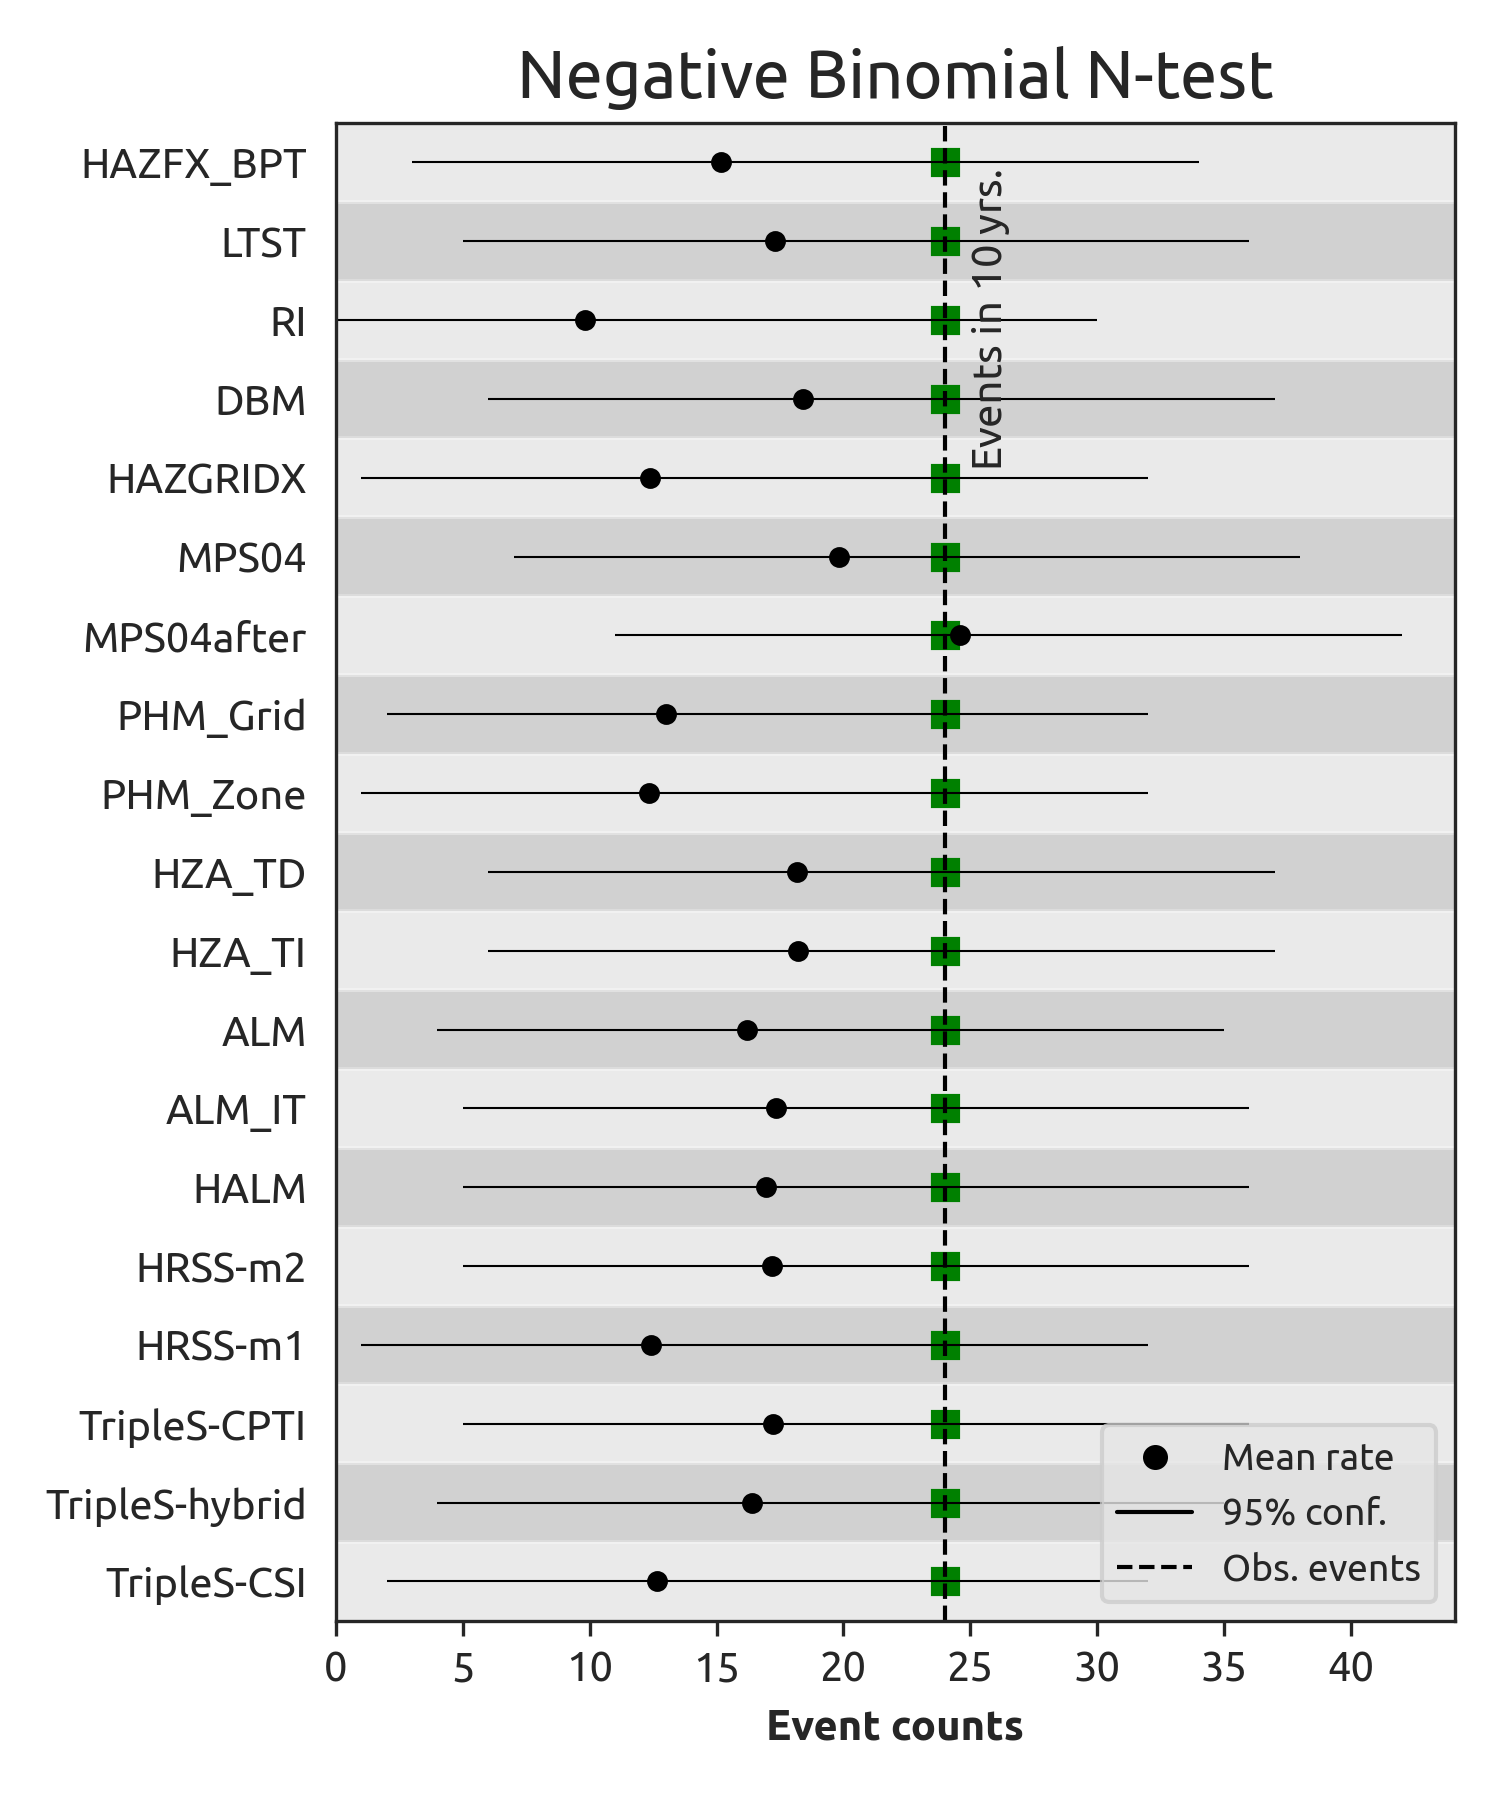 Negative Binomial N-test
HAZFX_BPT
LTST
RI
DBM
HAZGRIDX
MPS04
MPS04after
PHM_Grid
PHM_Zone
HZA_TD
HZA_TI
ALM
ALM_IT
HALM
HRSS-m2
HRSS-m1
TripleS-CPTI
TripleS-hybrid
TripleS-CSI
Events in 10 yrs.
Mean rate
95% conf.
Obs. events
0 5 10 15 20 25 30 35 40
Event counts